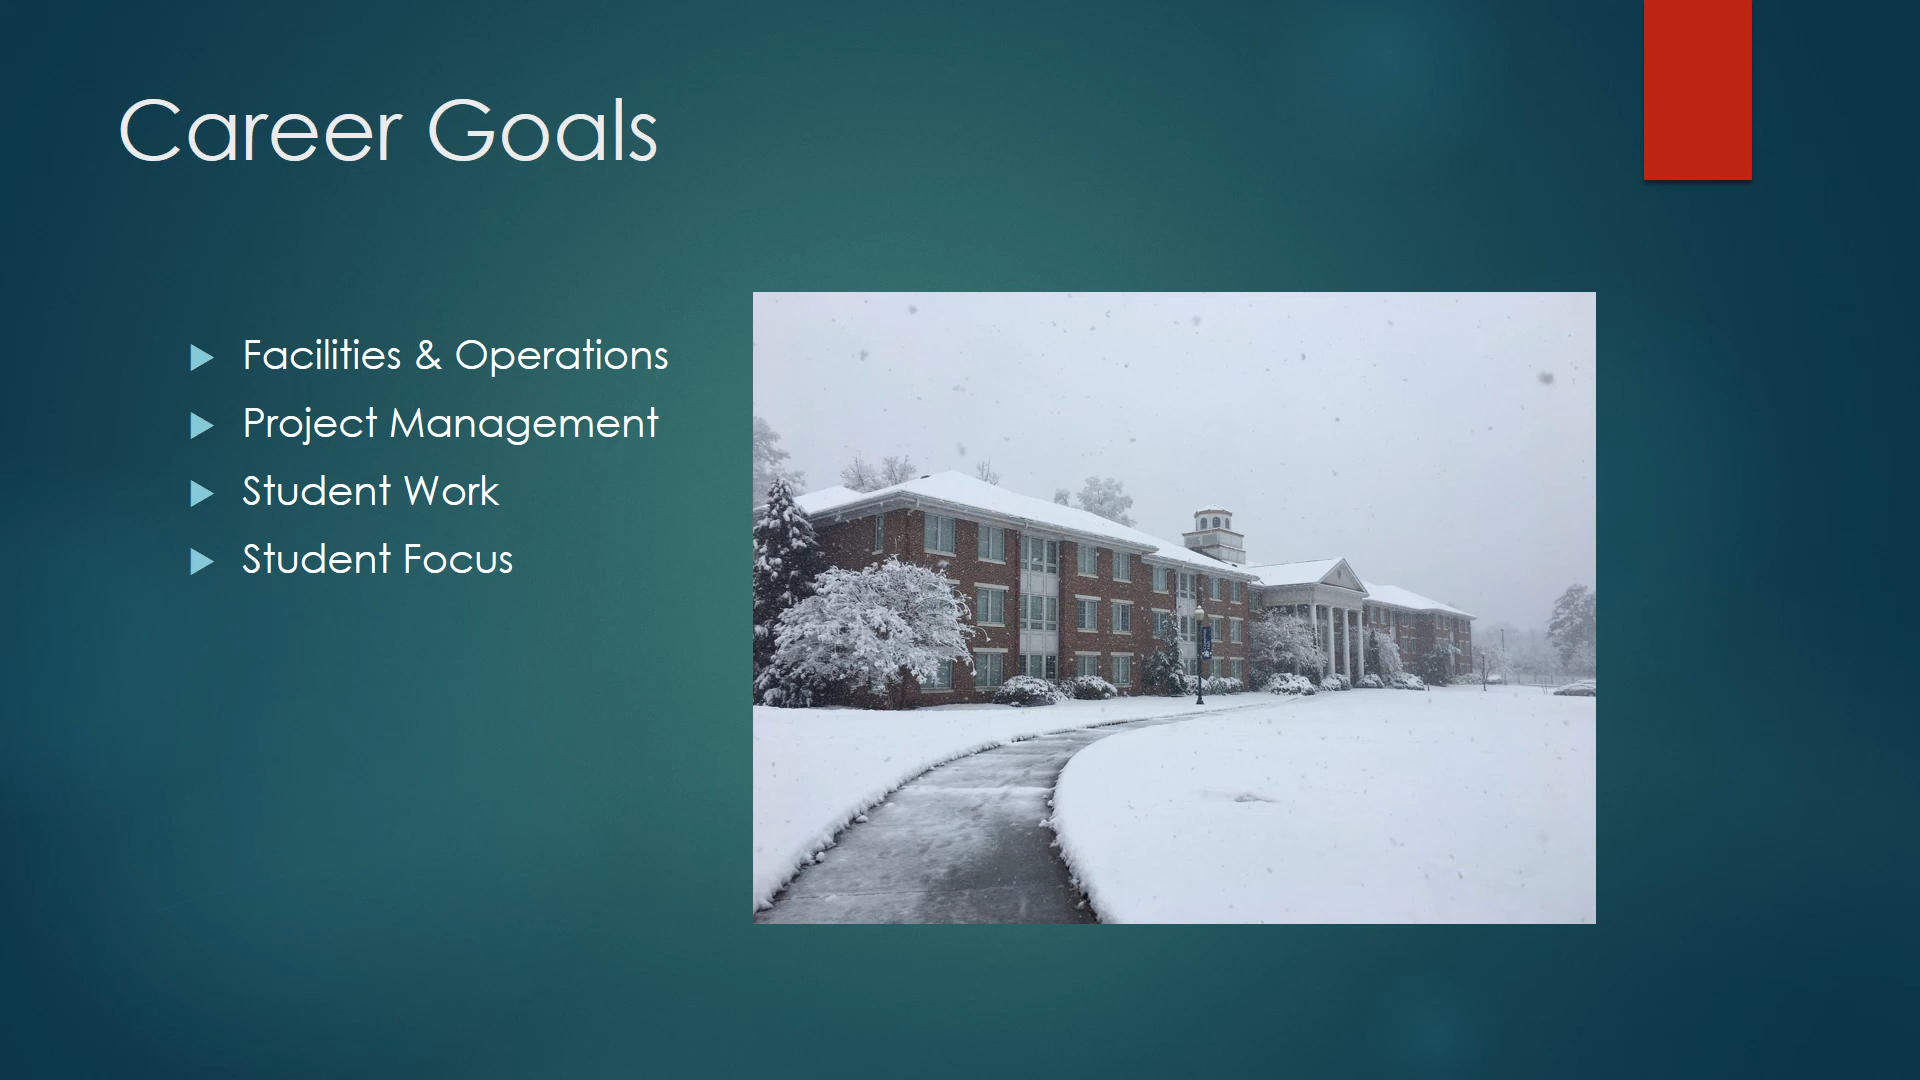 Career Goals
Facilities & Operations
Project Management
Student Work
Student Focus